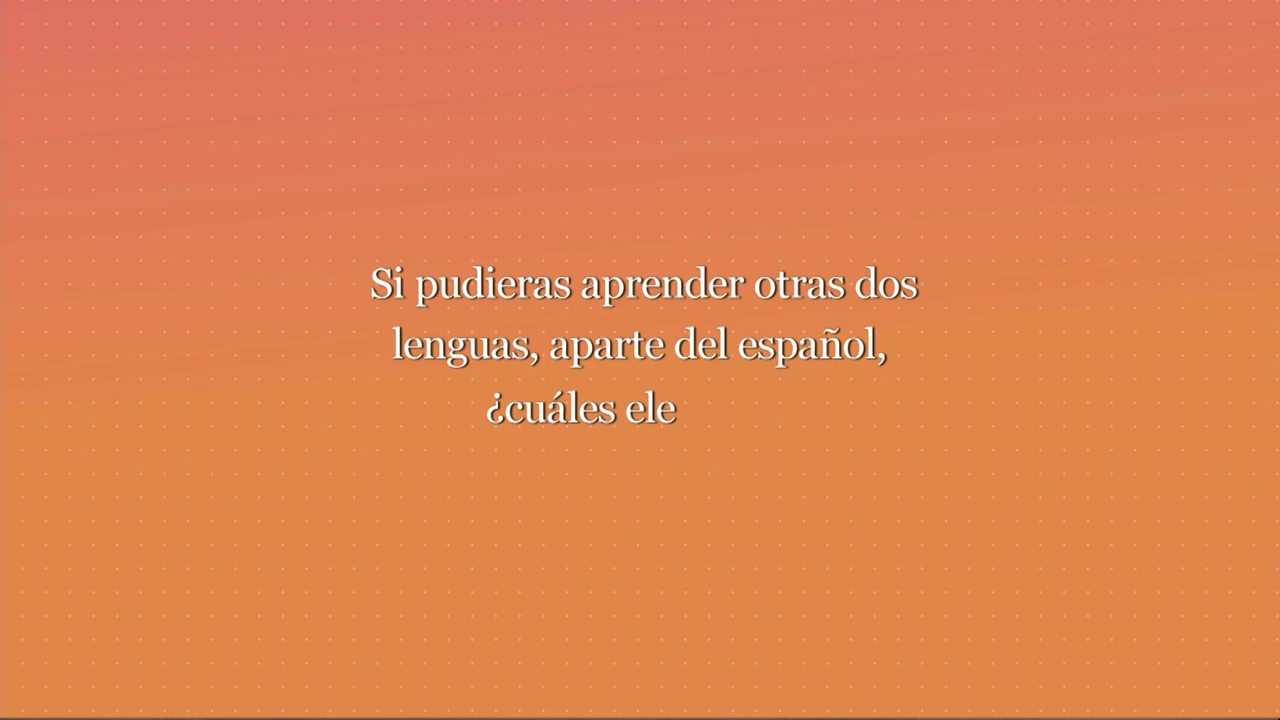 Si pudieras aprender otras dos
lenguas, aparte del español,
¿cuáles ele